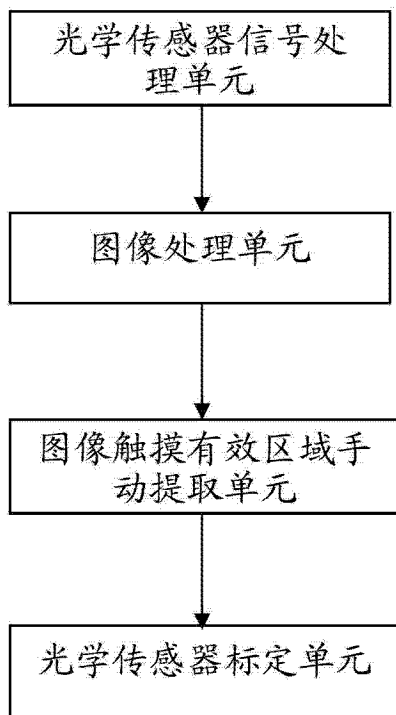 光学传感器信号处
理单元
图像处理单元
图像触摸有效区域手
动提取单元
光学传感器标定单元